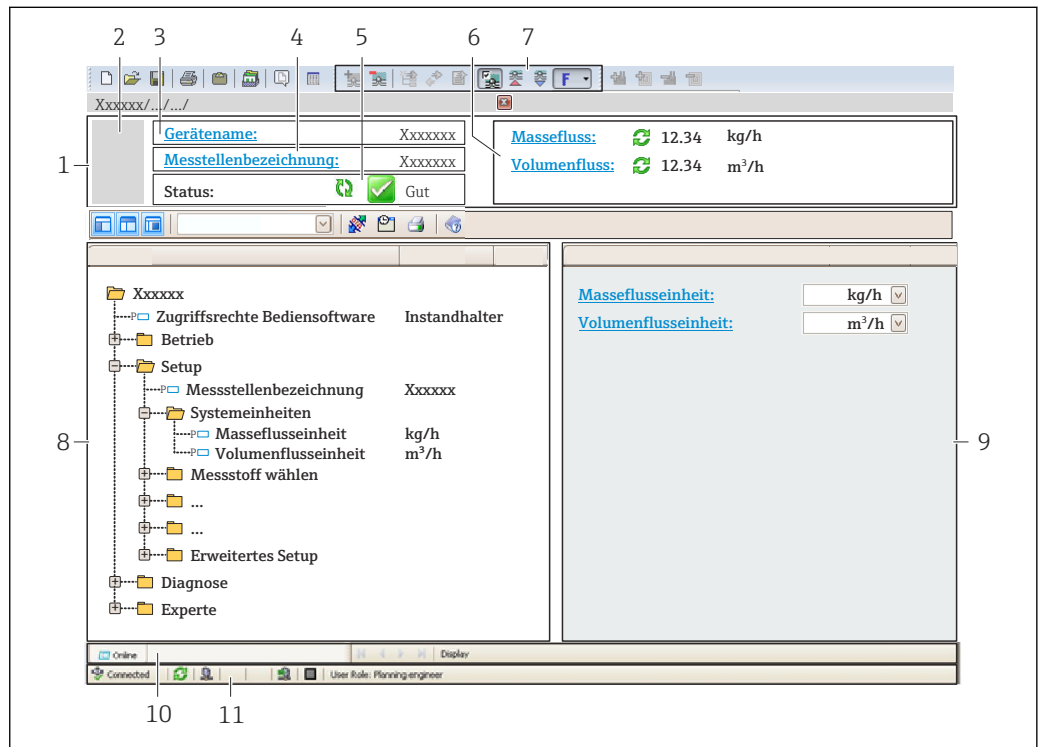 2 3 4 5 6 7
F
Xxxxxx/.../.../
Gerätename: Xxxxxxx
Messtellenbezeichnung: Xxxxxxx
Status: Gut
Massefluss: 12.34 kg/h
Volumenfluss: 12.34 m³/h
1
Xxxxxx
P Zugriffsrechte Bediensoftware Instandhalter
Betrieb
Setup
P Messstellenbezeichnung Xxxxxx
Systemeinheiten
P Masseflusseinheit kg/h
P Volumenflusseinheit m³/h
Messstoff wählen
...
...
Erweitertes Setup
Diagnose
Experte
8
Masseflusseinheit: kg/h
Volumenflusseinheit: m³/h
9
Online Display
Connected User Role: Planning engineer
10 11